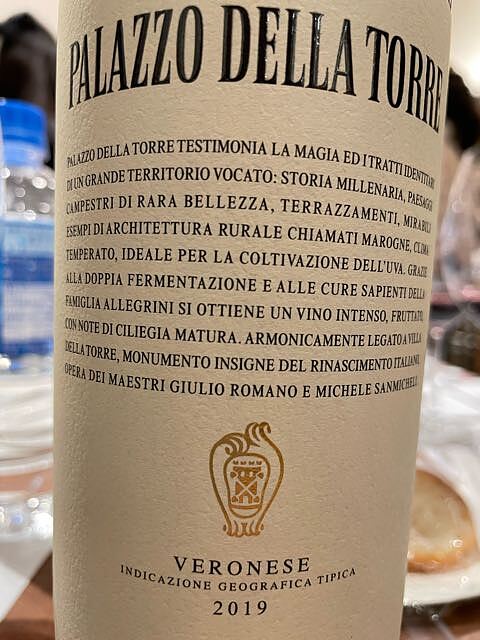 PALAZZO DELLA TORRE
PALAZZO DELLA TORRE TESTIMONIA LA MAGIA ED I TRATTI IDENTITARI
DI UN GRANDE TERRITORIO VOCATO: STORIA MILLENARIA, PAESAGGI
CAMPESTRI DI RARA BELLEZZA, TERRAZZAMENTI, MIRABILI
ESEMPI DI ARCHITETTURA RURALE CHIAMATI MAROGNE, CLIMA
TEMPERATO, IDEALE PER LA COLTIVAZIONE DELL'UVA. GRAZIE
ALLA DOPPIA FERMENTAZIONE E ALLE CURE SAPIENTI DELLA
FAMIGLIA ALLEGRINI SI OTTIENE UN VINO INTENSO, FRUTTATO,
CON NOTE DI CILIEGIA MATURA. ARMONICAMENTE LEGATO A VILLA
DELLA TORRE, MONUMENTO INSIGNE DEL RINASCIMENTO ITALIANO,
OPERA DEI MAESTRI GIULIO ROMANO E MICHELE SANMICHELI.
VERONESE
INDICAZIONE GEOGRAFICA TIPICA
2019